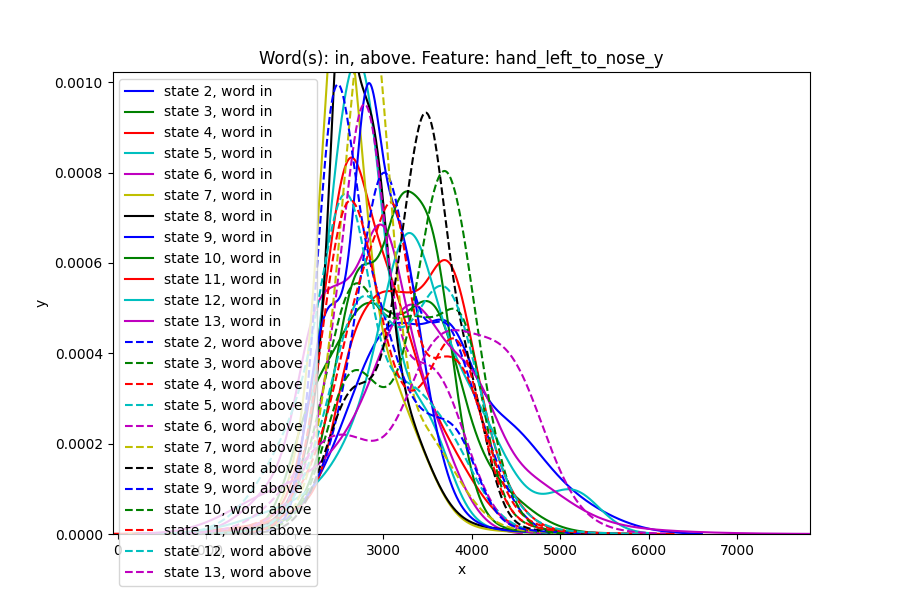 Word(s): in, above. Feature: hand_left_to_nose_y
y
0.0010
0.0008
0.0006
0.0004
0.0002
0.0000
state 2, word in
state 3, word in
state 4, word in
state 5, word in
state 6, word in
state 7, word in
state 8, word in
state 9, word in
state 10, word in
state 11, word in
state 12, word in
state 13, word in
state 2, word above
state 3, word above
state 4, word above
state 5, word above
state 6, word above
state 7, word above
state 8, word above
state 9, word above
state 10, word above
state 11, word above
state 12, word above
state 13, word above
0 3000 4000 5000 6000 7000
x